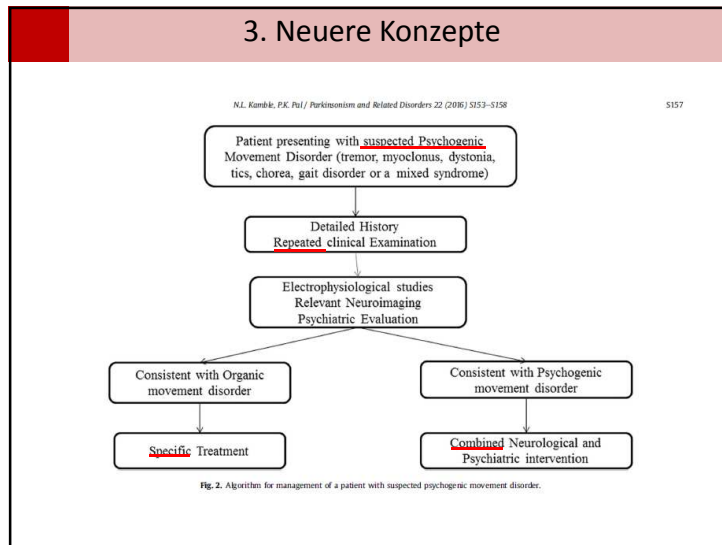 3. Neuere Konzepte
N.L. Kamble, P.K. Pal / Parkinsonism and Related Disorders 22 (2016) S153–S158
S157
Patient presenting with suspected Psychogenic
Movement Disorder (tremor, myoclonus, dystonia,
tics, chorea, gait disorder or a mixed syndrome)
Detailed History
Repeated clinical Examination
Electrophysiological studies
Relevant Neuroimaging
Psychiatric Evaluation
Consistent with Organic
movement disorder
Consistent with Psychogenic
movement disorder
Specific Treatment
Combined Neurological and
Psychiatric intervention
Fig. 2. Algorithm for management of a patient with suspected psychogenic movement disorder.